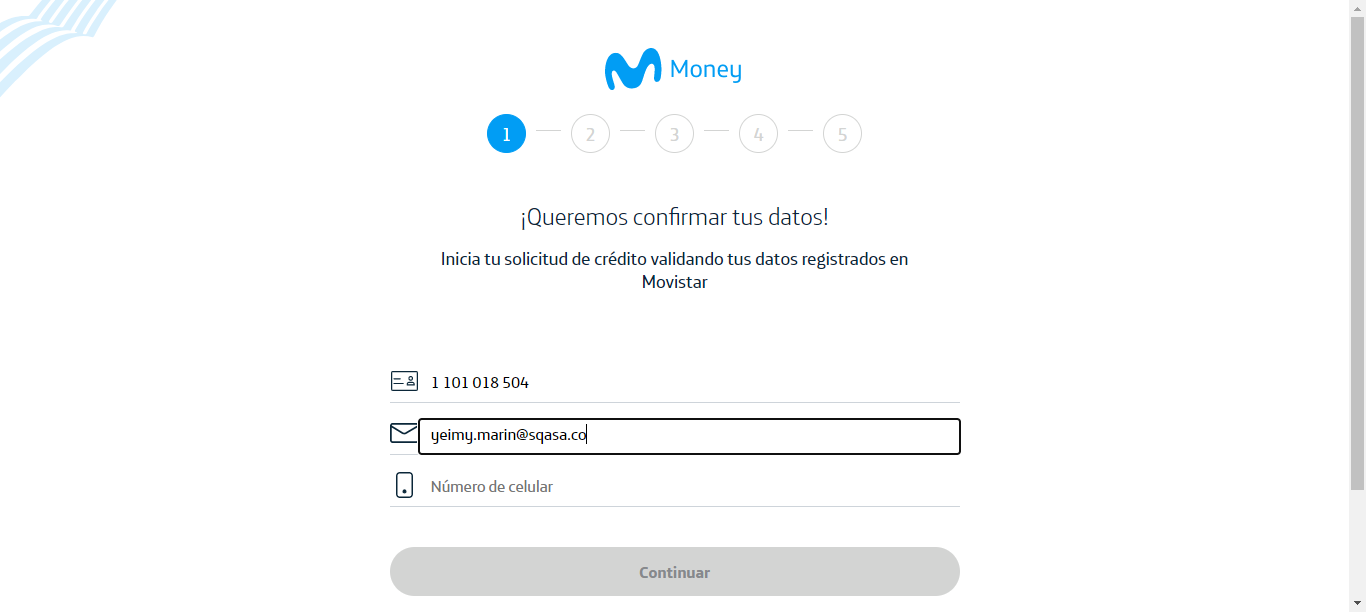 Money
1
2
3
4
5
¡Queremos confirmar tus datos!
Inicia tu solicitud de crédito validando tus datos registrados en
Movistar
1 101 018 504
yeimy.marin@sqasa.co
Número de celular
Continuar